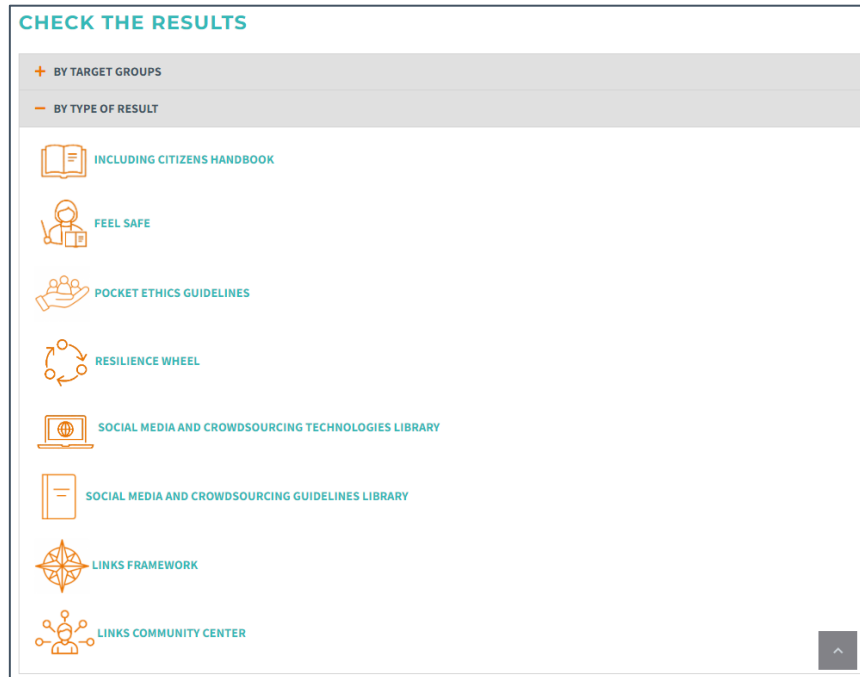 CHECK THE RESULTS
+ BY TARGET GROUPS
− BY TYPE OF RESULT
INCLUDING CITIZENS HANDBOOK
FEEL SAFE
POCKET ETHICS GUIDELINES
RESILIENCE WHEEL
SOCIAL MEDIA AND CROWDSOURCING TECHNOLOGIES LIBRARY
SOCIAL MEDIA AND CROWDSOURCING GUIDELINES LIBRARY
LINKS FRAMEWORK
LINKS COMMUNITY CENTER